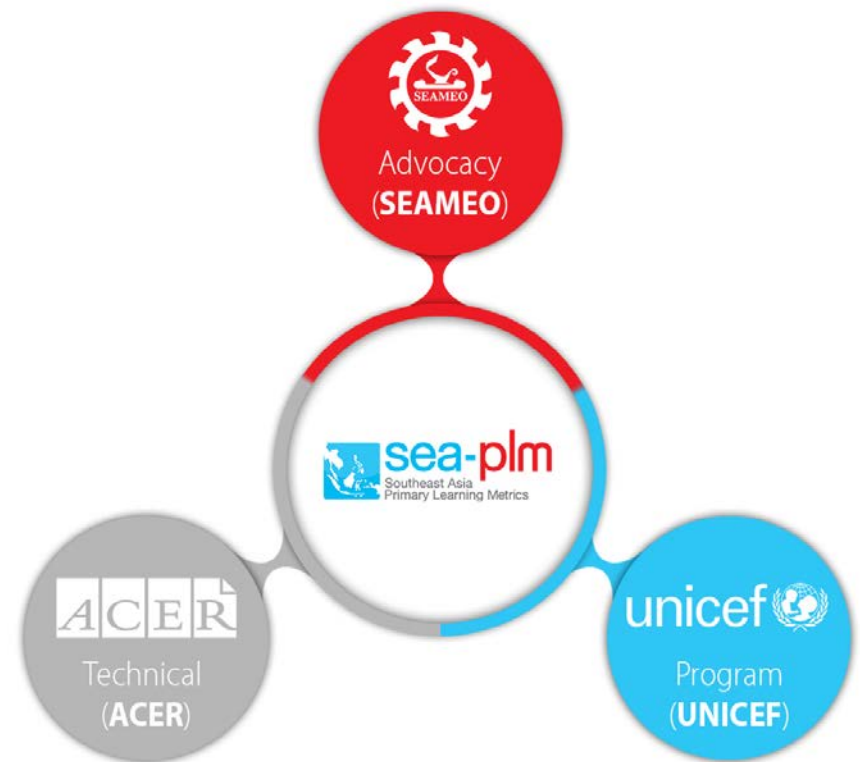 SEAMEO
Advocacy
(SEAMEO)
sea-plm
Southeast Asia
Primary Learning Metrics
ACER
Technical
(ACER)
unicef
Program
(UNICEF)